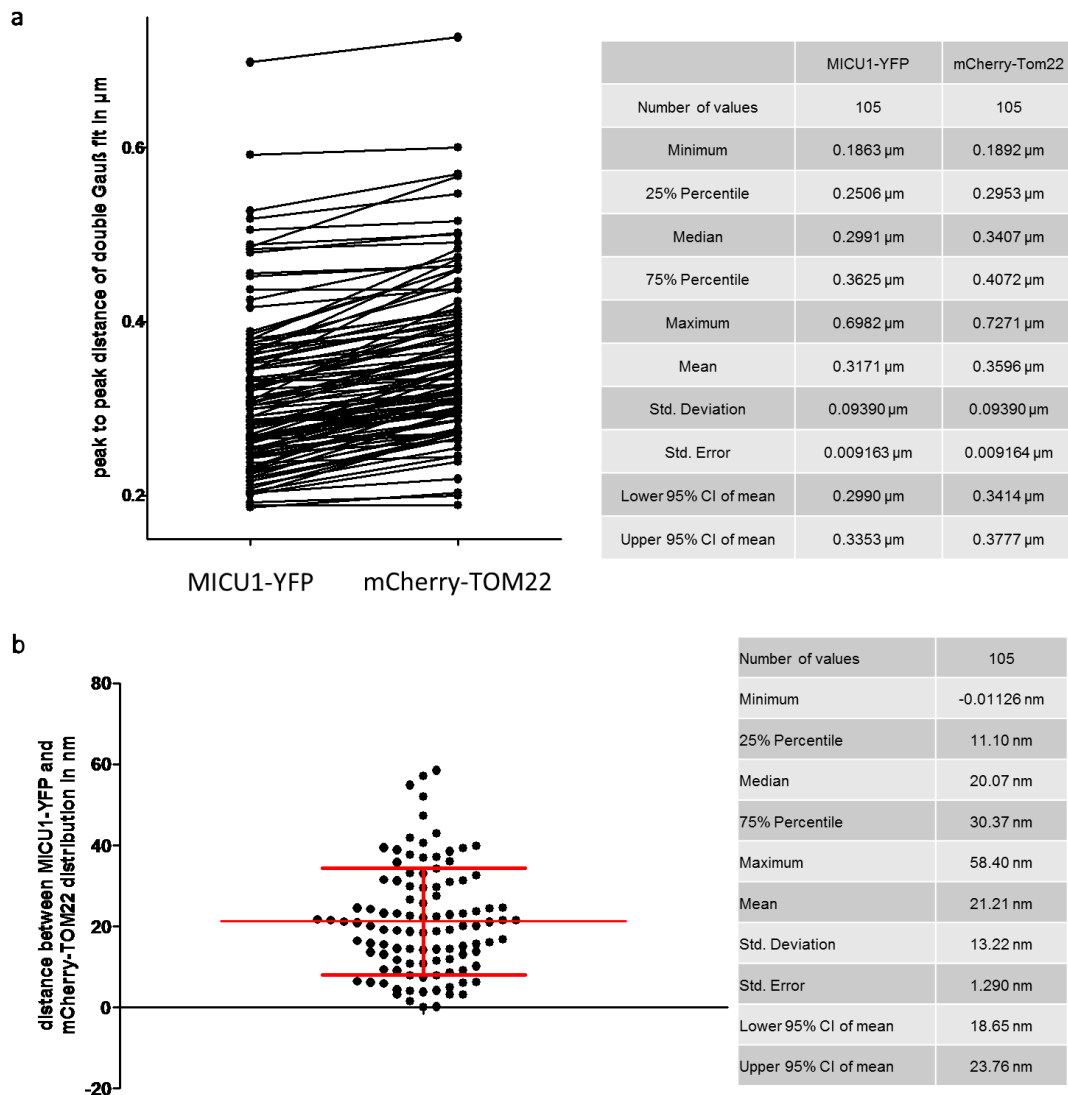 a
peak to peak distance of double Gauß fit in µm
0.6
0.4
0.2
MICU1-YFP mCherry-TOM22
MICU1-YFP mCherry-Tom22
Number of values 105 105
Minimum 0.1863 µm 0.1892 µm
25% Percentile 0.2506 µm 0.2953 µm
Median 0.2991 µm 0.3407 µm
75% Percentile 0.3625 µm 0.4072 µm
Maximum 0.6982 µm 0.7271 µm
Mean 0.3171 µm 0.3596 µm
Std. Deviation 0.09390 µm 0.09390 µm
Std. Error 0.009163 µm 0.009164 µm
Lower 95% CI of mean 0.2990 µm 0.3414 µm
Upper 95% CI of mean 0.3353 µm 0.3777 µm
b
distance between MICU1-YFP and
mCherry-TOM22 distribution in nm
80
60
40
20
0
-20
Number of values 105
Minimum -0.01126 nm
25% Percentile 11.10 nm
Median 20.07 nm
75% Percentile 30.37 nm
Maximum 58.40 nm
Mean 21.21 nm
Std. Deviation 13.22 nm
Std. Error 1.290 nm
Lower 95% CI of mean 18.65 nm
Upper 95% CI of mean 23.76 nm